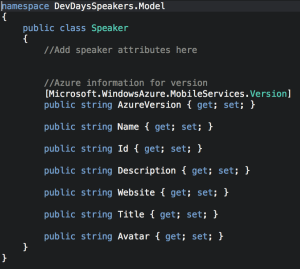 namespace DevDaysSpeakers.Model
{
public class Speaker
{
//Add speaker attributes here
//Azure information for version
[Microsoft.WindowsAzure.MobileServices.Version]
public string AzureVersion { get; set; }
public string Name { get; set; }
public string Id { get; set; }
public string Description { get; set; }
public string Website { get; set; }
public string Title { get; set; }
public string Avatar { get; set; }
}
}